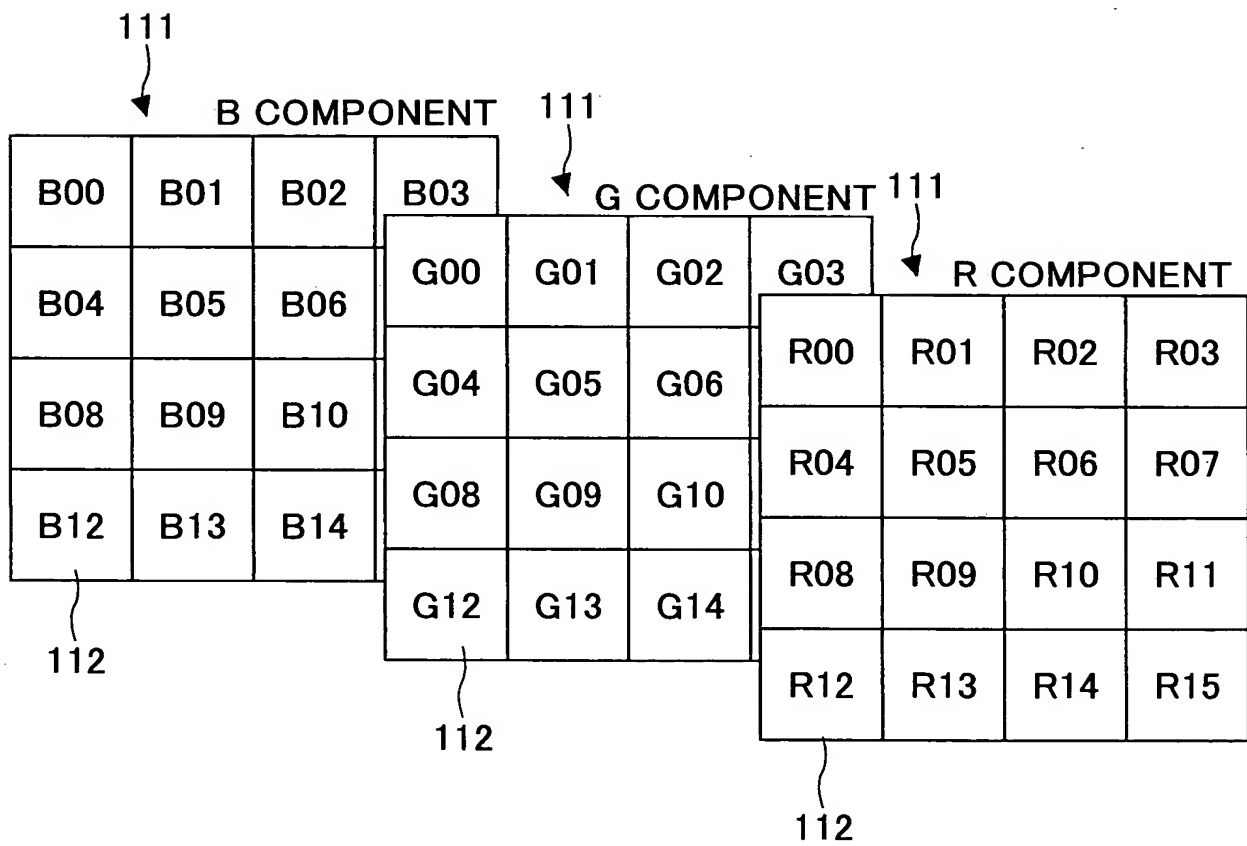 111
B COMPONENT
B00 B01 B02 B03
B04 B05 B06
B08 B09 B10
B12 B13 B14
112
111
G COMPONENT
G00 G01 G02 G03
G04 G05 G06
G08 G09 G10
G12 G13 G14
112
111
R COMPONENT
R00 R01 R02 R03
R04 R05 R06 R07
R08 R09 R10 R11
R12 R13 R14 R15
112